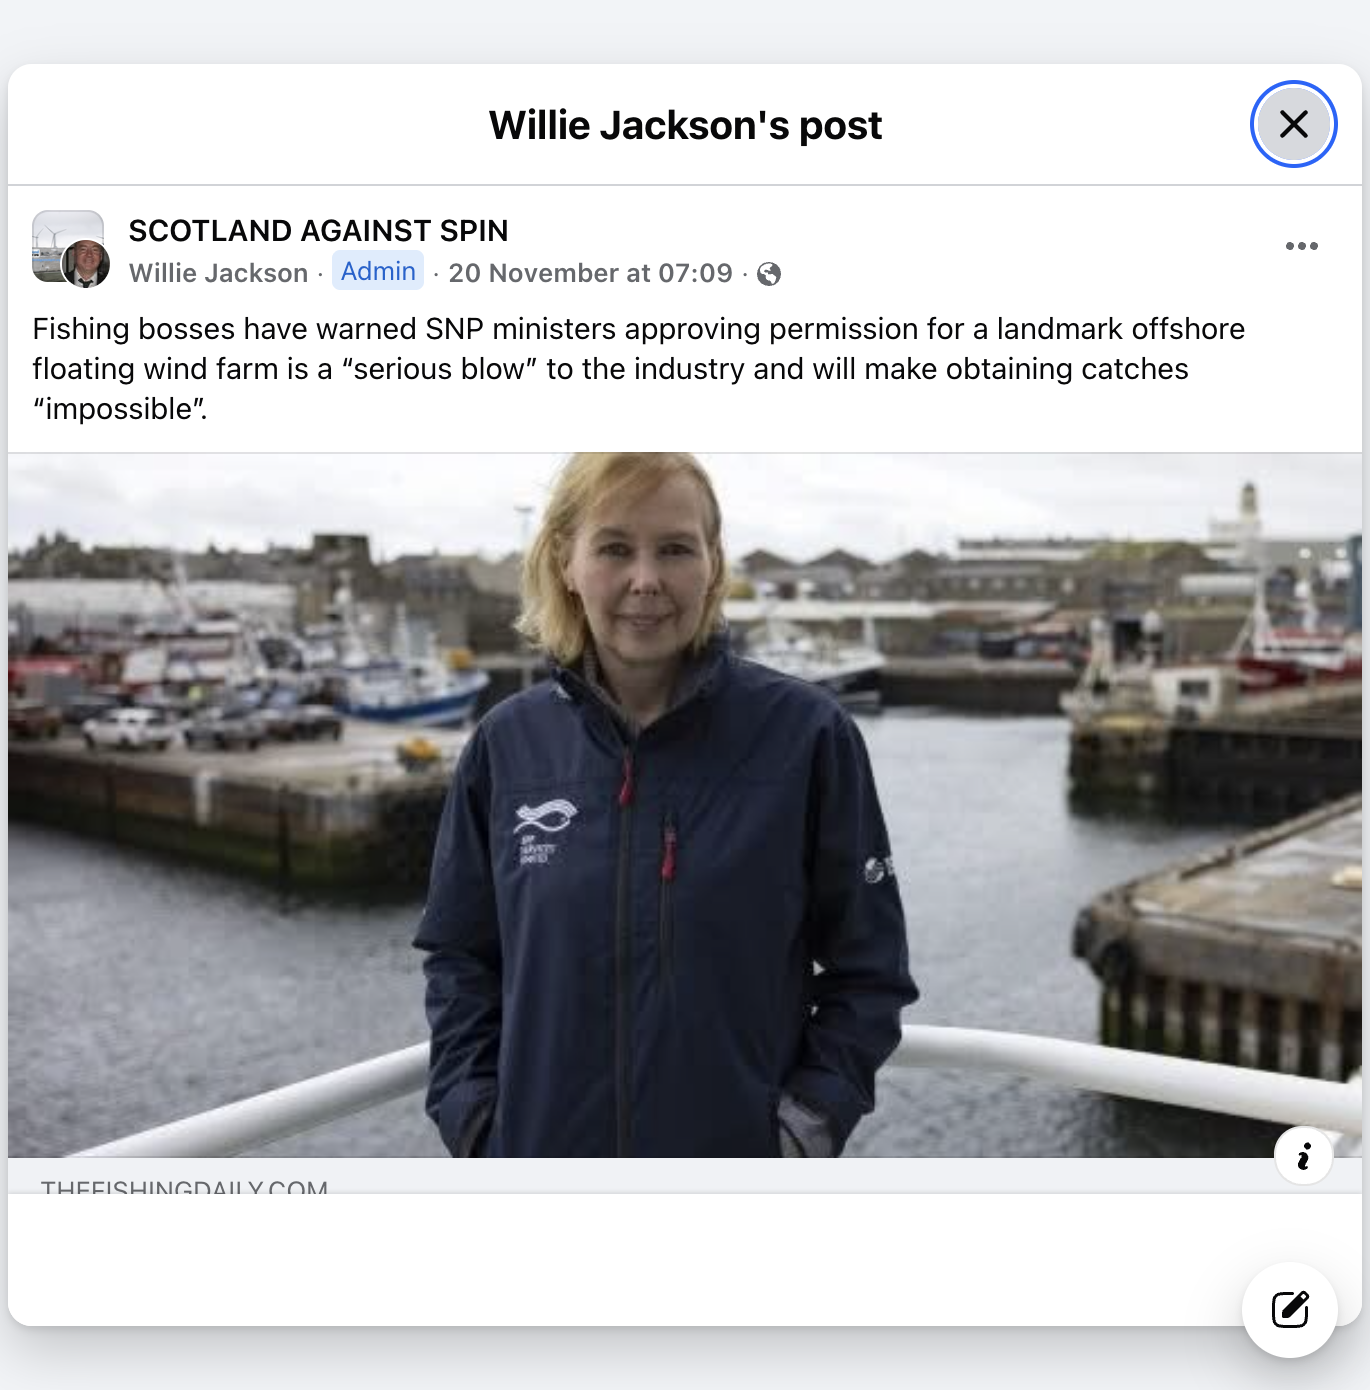 Willie Jackson's post
SCOTLAND AGAINST SPIN
Willie Jackson · Admin · 20 November at 07:09 ·
Fishing bosses have warned SNP ministers approving permission for a landmark offshore
floating wind farm is a “serious blow” to the industry and will make obtaining catches
“impossible”.
THEFISHINGDAILY.COM